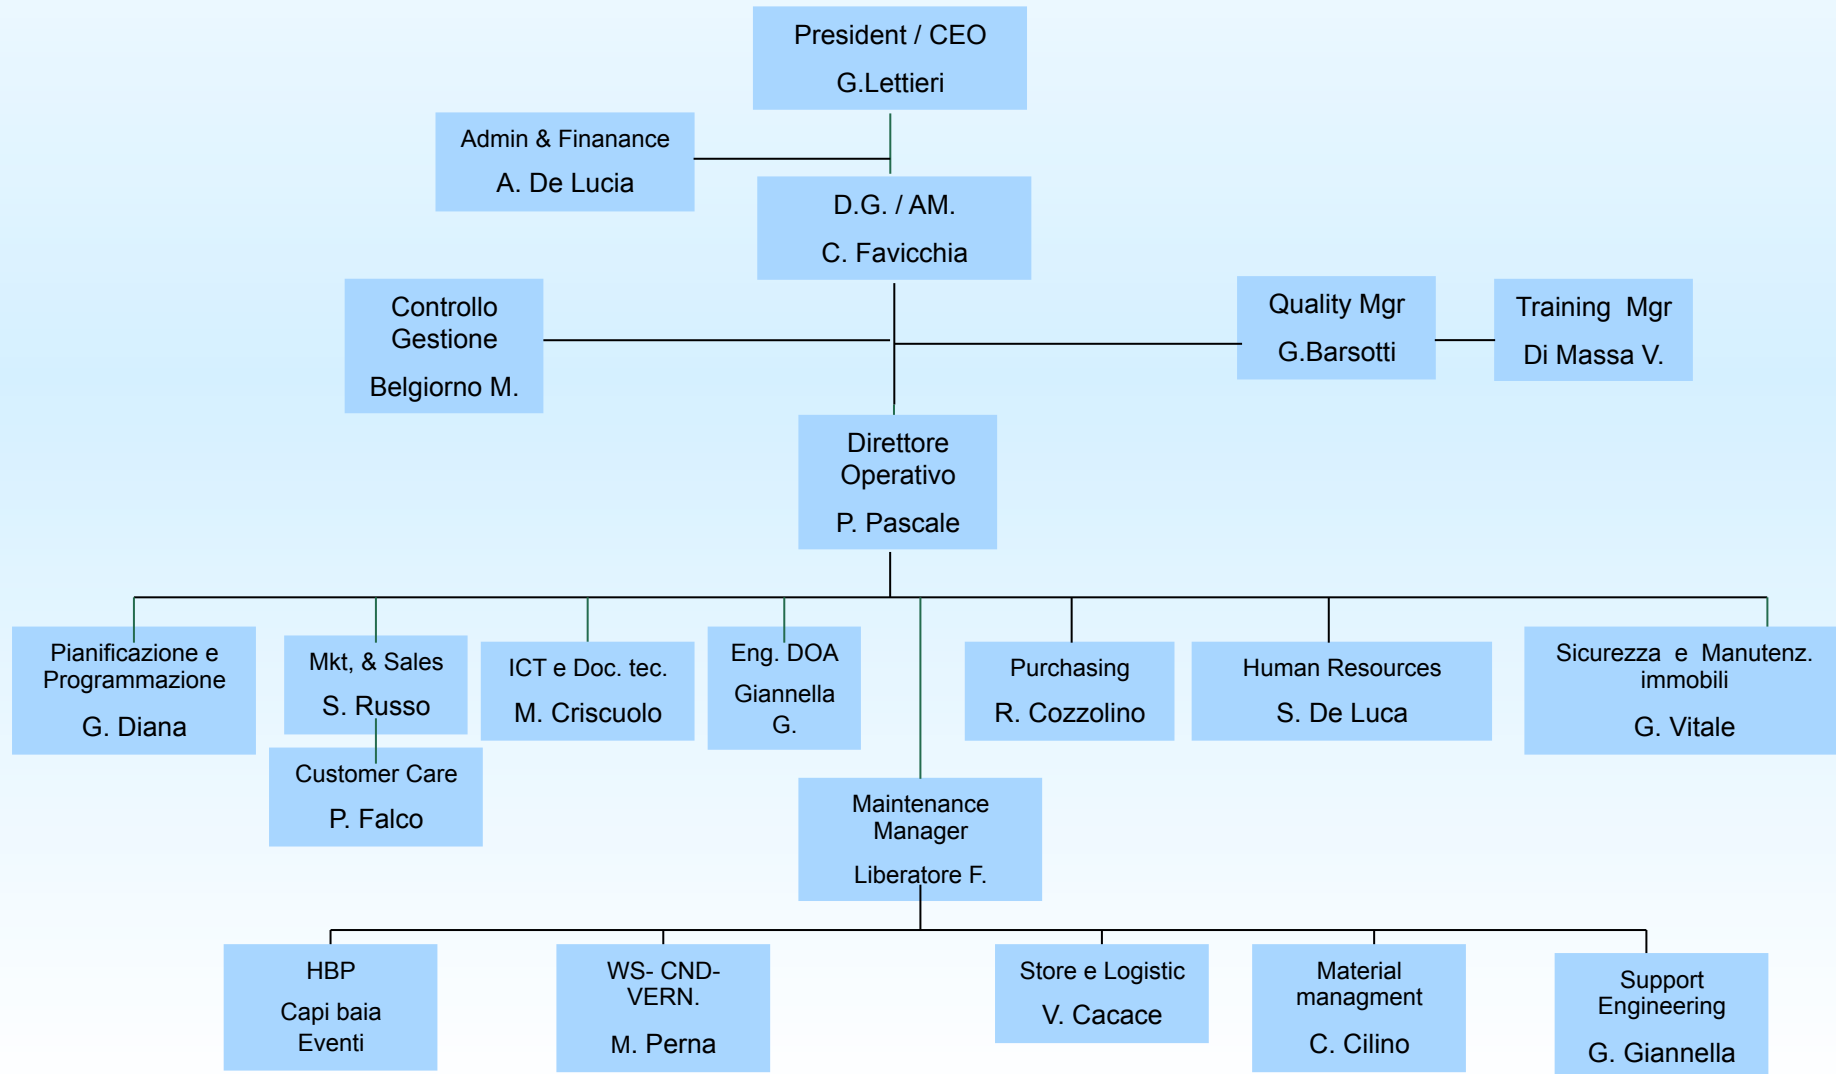 President / CEO
G.Lettieri
Admin & Finanance
A. De Lucia
D.G. / AM.
C. Favicchia
Controllo
Gestione
Belgiorno M.
Quality Mgr
G.Barsotti
Training Mgr
Di Massa V.
Direttore
Operativo
P. Pascale
Pianificazione e
Programmazione
G. Diana
Mkt, & Sales
S. Russo
ICT e Doc. tec.
M. Criscuolo
Eng. DOA
Giannella
G.
Purchasing
R. Cozzolino
Human Resources
S. De Luca
Sicurezza e Manutenz.
immobili
G. Vitale
Customer Care
P. Falco
Maintenance
Manager
Liberatore F.
HBP
Capi baia
Eventi
WS- CND-
VERN.
M. Perna
Store e Logistic
V. Cacace
Material
managment
C. Cilino
Support
Engineering
G. Giannella